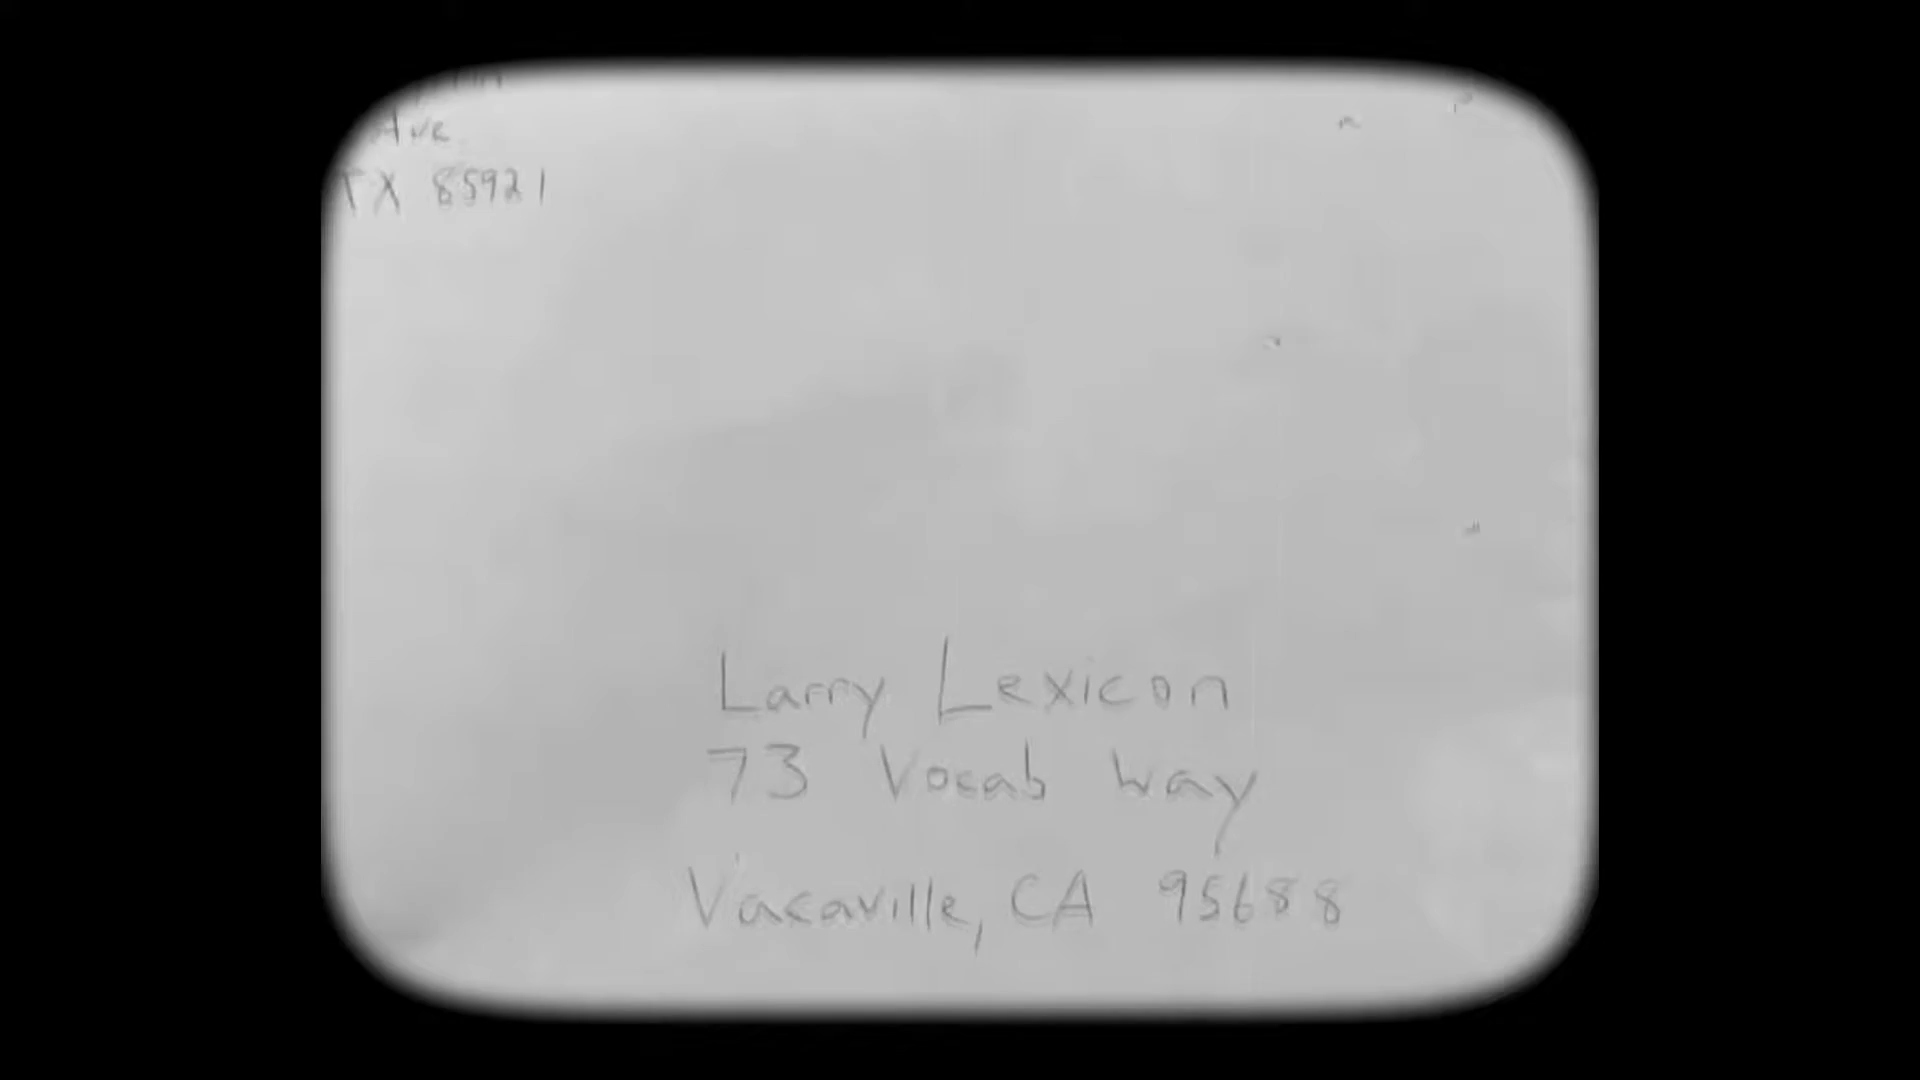 Ave
TX 85921
Larry Lexicon
73 Vocab Way
Vacaville, CA 95688